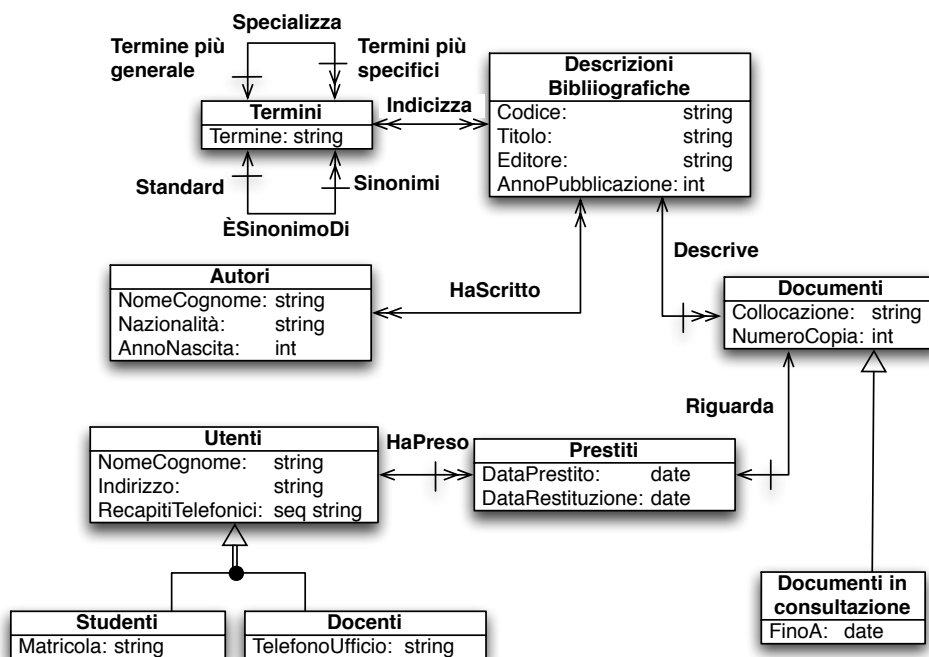 Specializza
Termine più
generale
Termini più
specifici
Termini
Termine: string
Indicizza
Descrizioni
Bibliiografiche
Codice: string
Titolo: string
Editore: string
AnnoPubblicazione: int
Standard
Sinonimi
ÈSinonimoDi
Descrive
Autori
NomeCognome: string
Nazionalità: string
AnnoNascita: int
HaScritto
Documenti
Collocazione: string
NumeroCopia: int
Riguarda
Utenti
NomeCognome: string
Indirizzo: string
RecapitiTelefonici: seq string
HaPreso
Prestiti
DataPrestito: date
DataRestituzione: date
Studenti
Matricola: string
Docenti
TelefonoUfficio: string
Documenti in
consultazione
FinoA: date